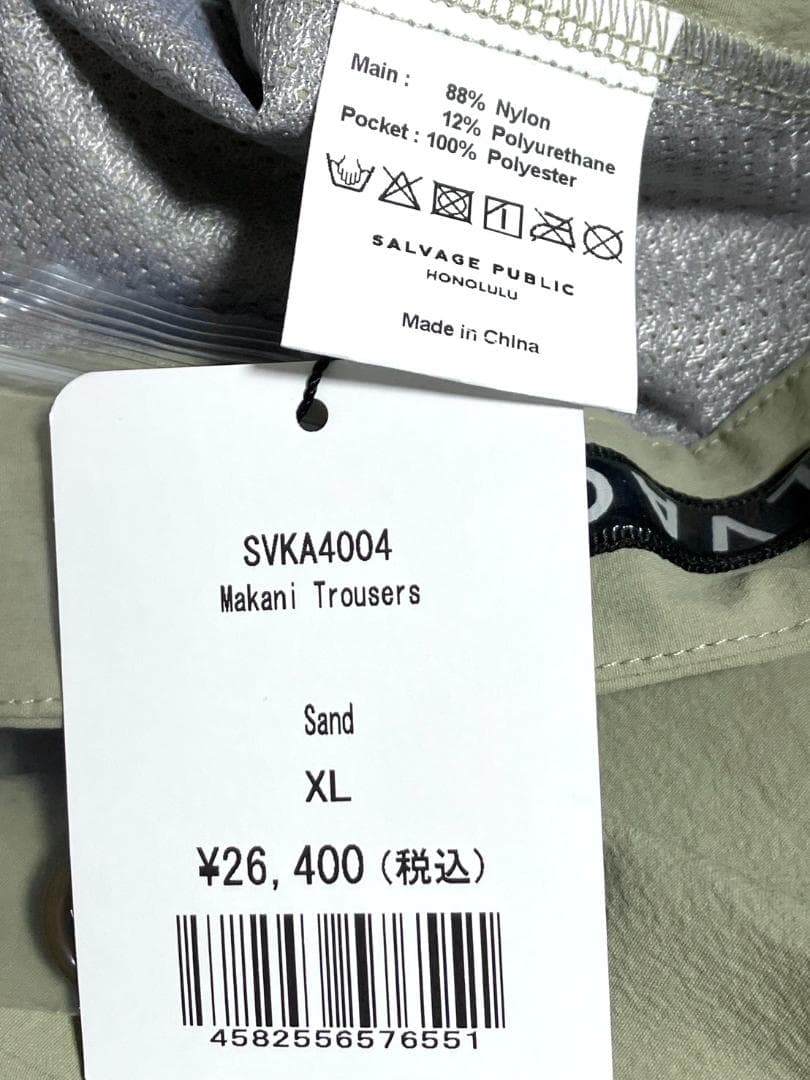 Main : 88% Nylon
12% Polyurethane
Pocket : 100% Polyester
SALVAGE PUBLIC
HONOLULU
Made in China
SVKA4004
Makani Trousers
Sand
XL
¥26,400(税込)
4582556576551